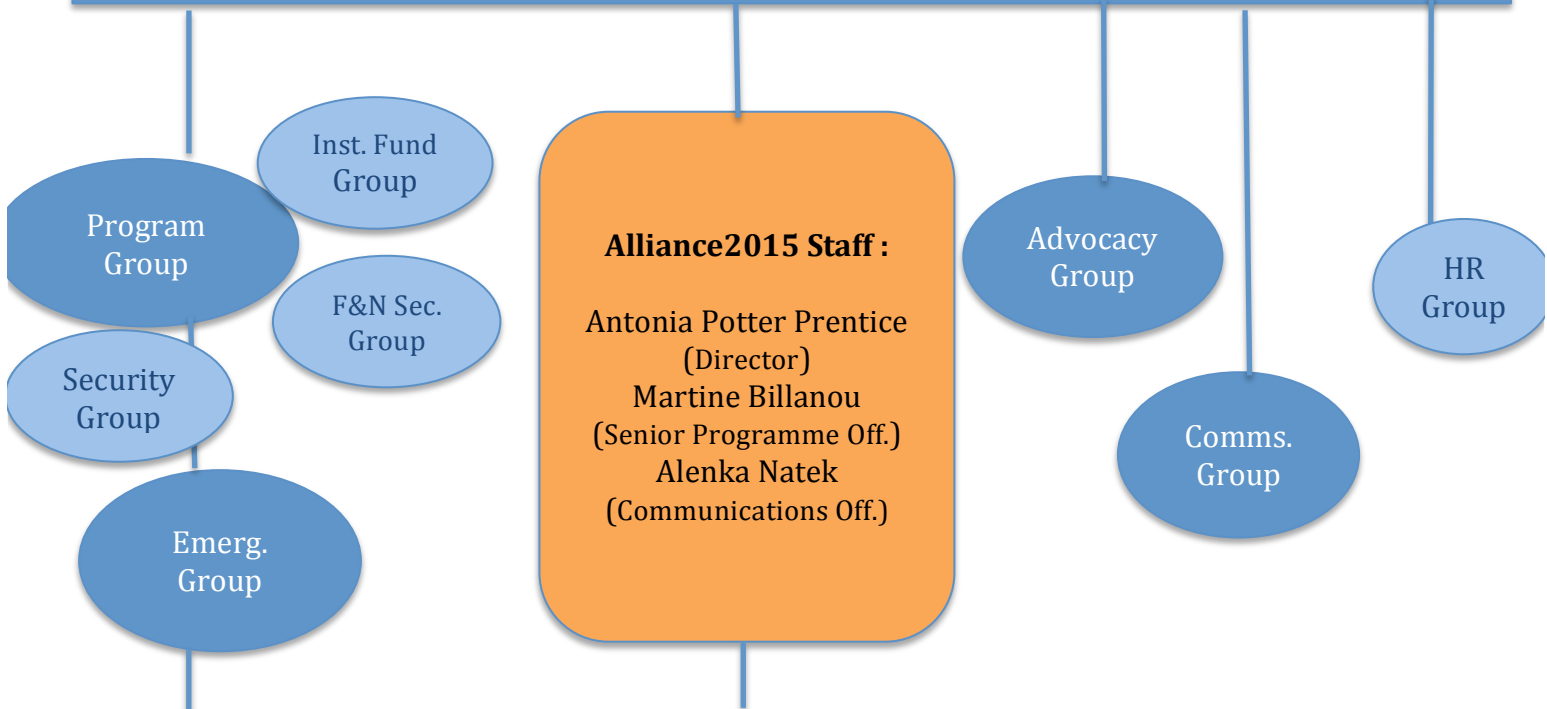 Inst. Fund
Group
Program
Group
F&N Sec.
Group
Security
Group
Emerg.
Group
Alliance2015 Staff :
Antonia Potter Prentice
(Director)
Martine Billanou
(Senior Programme Off.)
Alenka Natek
(Communications Off.)
Advocacy
Group
Comms.
Group
HR
Group